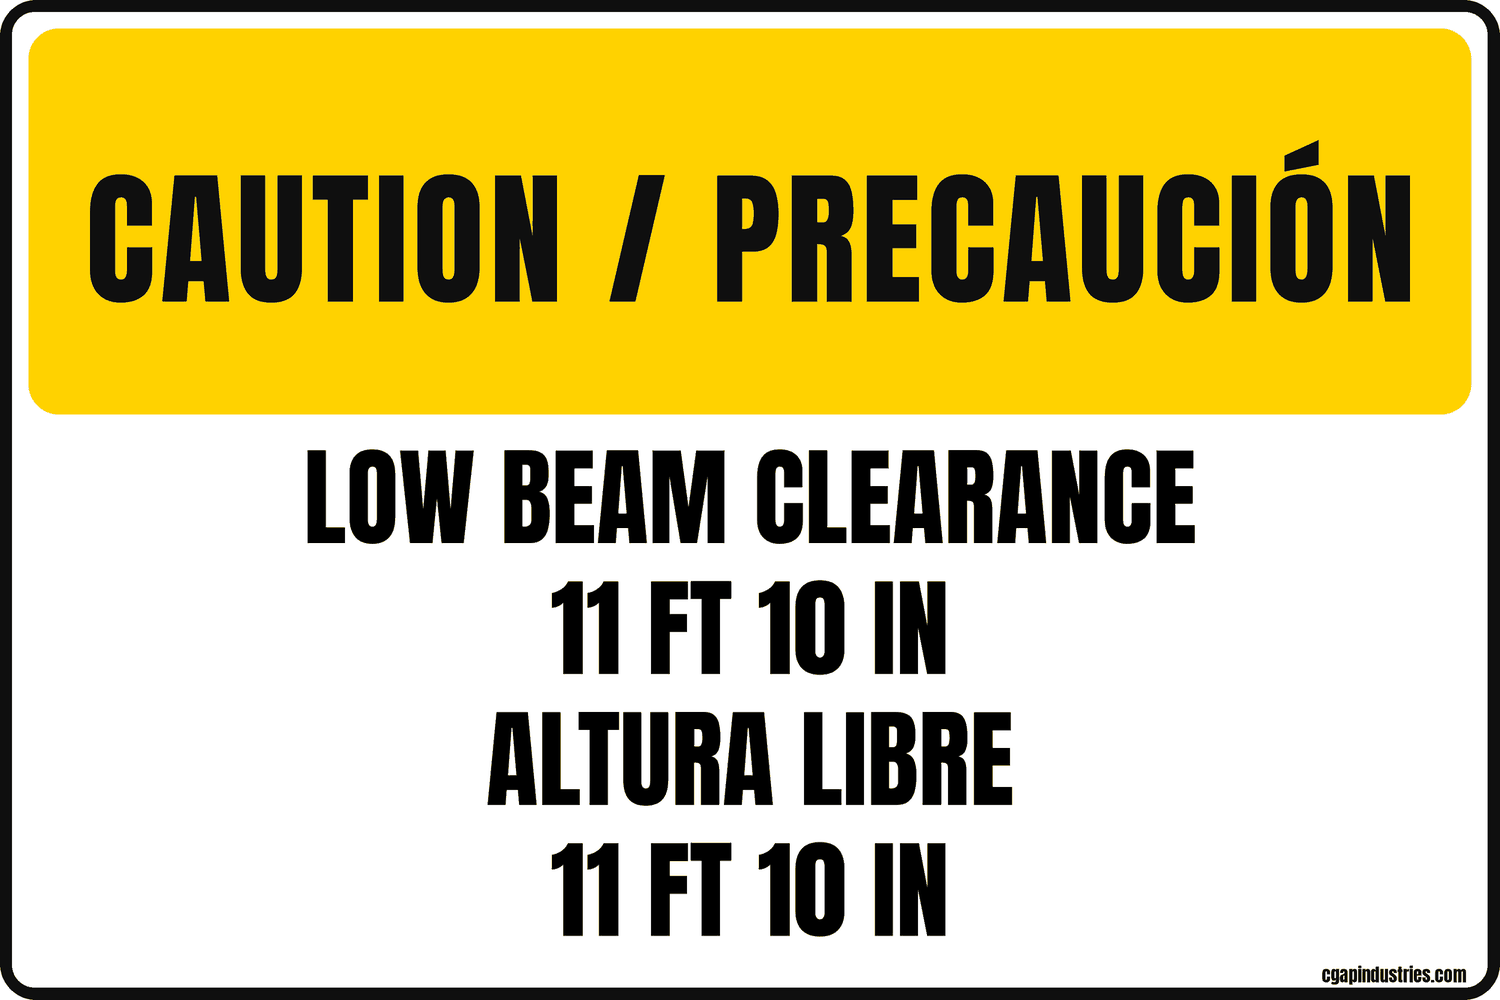 CAUTION / PRECAUCIÓN
LOW BEAM CLEARANCE
11 FT 10 IN
ALTURA LIBRE
11 FT 10 IN
cgapindustries.com